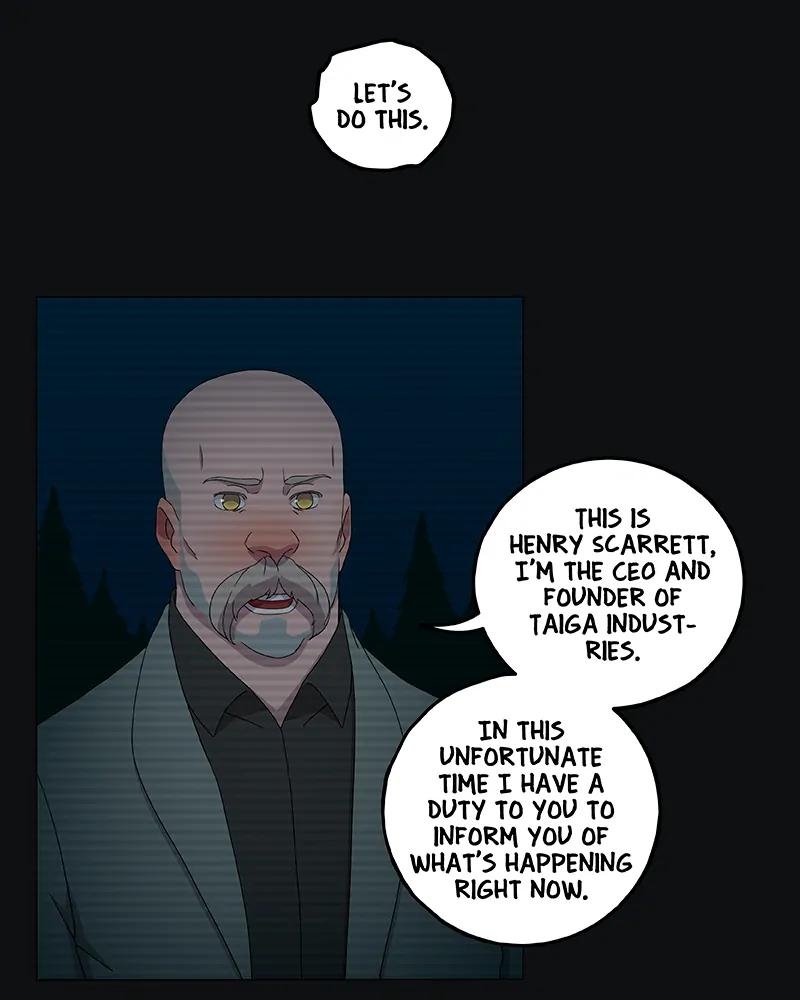 LET'S
DO THIS.
THIS IS
HENRY SCARRETT,
I'M THE CEO AND
FOUNDER OF
TAIGA INDUST-
RIES.
IN THIS
UNFORTUNATE
TIME I HAVE A
DUTY TO YOU TO
INFORM YOU OF
WHAT'S HAPPENING
RIGHT NOW.